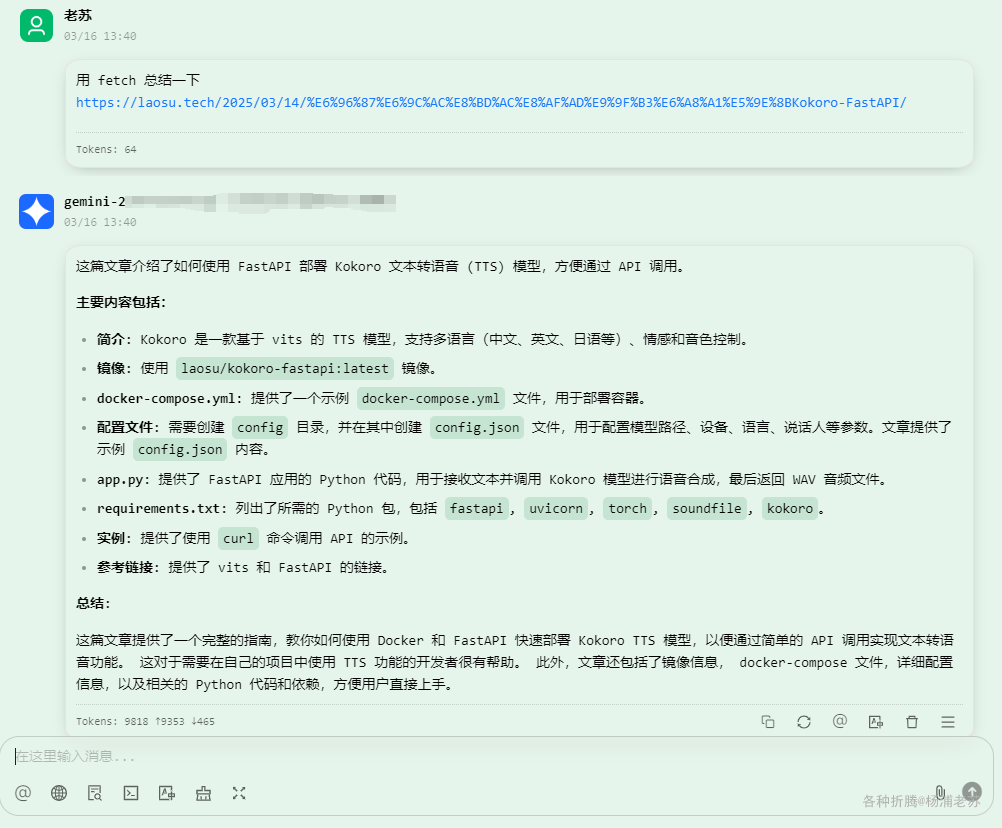 老苏
03/16 13:40
用 fetch 总结一下
https://laosu.tech/2025/03/14/%E6%96%87%E6%9C%AC%E8%BD%AC%E8%AF%AD%E9%9F%B3%E6%A8%A1%E5%9E%8BKokoro-FastAPI/
Tokens: 64
gemini-2
03/16 13:40
这篇文章介绍了如何使用 FastAPI 部署 Kokoro 文本转语音 (TTS) 模型，方便通过 API 调用。
主要内容包括：
• 简介： Kokoro 是一款基于 vits 的 TTS 模型，支持多语言（中文、英文、日语等）、情感和音色控制。
• 镜像： 使用 laosu/kokoro-fastapi:latest 镜像。
• docker-compose.yml: 提供了一个示例 docker-compose.yml 文件，用于部署容器。
• 配置文件： 需要创建 config 目录，并在其中创建 config.json 文件，用于配置模型路径、设备、语言、说话人等参数。文章提供了
示例 config.json 内容。
• app.py: 提供了 FastAPI 应用的 Python 代码，用于接收文本并调用 Kokoro 模型进行语音合成，最后返回 WAV 音频文件。
• requirements.txt: 列出了所需的 Python 包，包括 fastapi, uvicorn, torch, soundfile, kokoro。
• 实例： 提供了使用 curl 命令调用 API 的示例。
• 参考链接： 提供了 vits 和 FastAPI 的链接。
总结：
这篇文章提供了一个完整的指南，教你如何使用 Docker 和 FastAPI 快速部署 Kokoro TTS 模型，以便通过简单的 API 调用实现文本转语
音功能。 这对于需要在自己的项目中使用 TTS 功能的开发者很有帮助。 此外，文章还包括了镜像信息， docker-compose 文件，详细配置
信息，以及相关的 Python 代码和依赖，方便用户直接上手。
Tokens: 9818 ↑9353 ↓465
在这里输入消息...
各种折腾@杨浦老苏